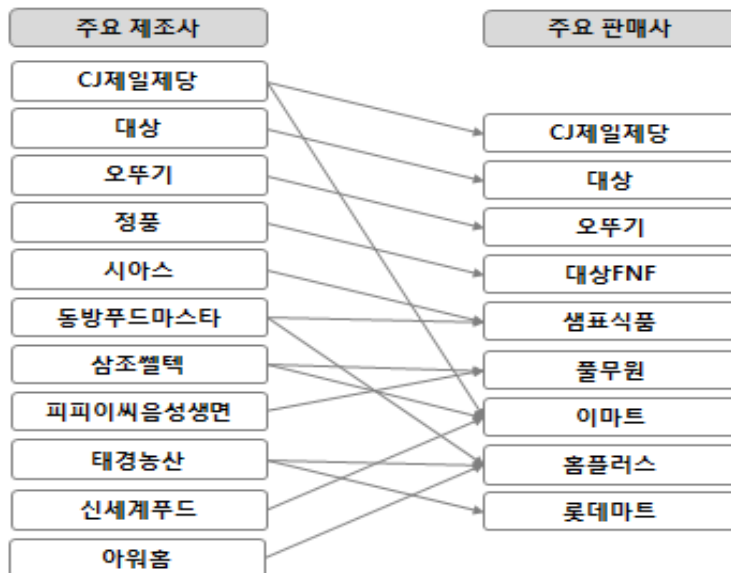 주요 제조사
CJ제일제당
대상
오뚜기
정풍
시아스
동방푸드마스타
삼조쎌텍
피피이씨음성생면
태경농산
신세계푸드
아워홈
주요 판매사
CJ제일제당
대상
오뚜기
대상FNF
샘표식품
풀무원
이마트
홈플러스
롯데마트